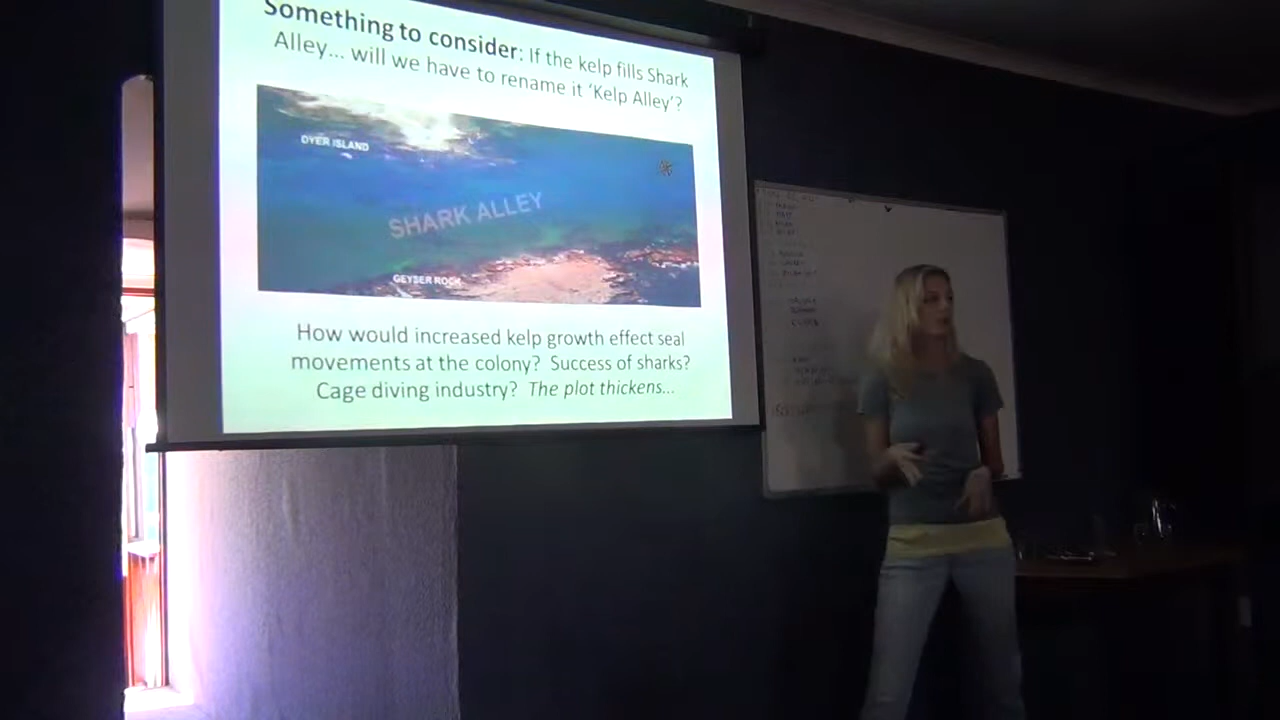 Something to consider: If the kelp fills Shark
Alley... will we have to rename it ‘Kelp Alley’?
DYER ISLAND
SHARK ALLEY
GEYSER ROCK
How would increased kelp growth effect seal
movements at the colony? Success of sharks?
Cage diving industry? The plot thickens...